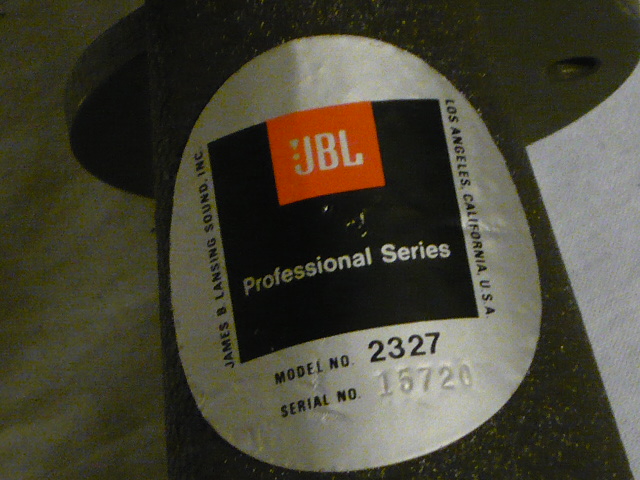 JBL
Professional Series
JAMES B. LANSING SOUND, INC.
LOS ANGELES, CALIFORNIA, U.S.A.
MODEL NO. 2327
SERIAL NO. 15720